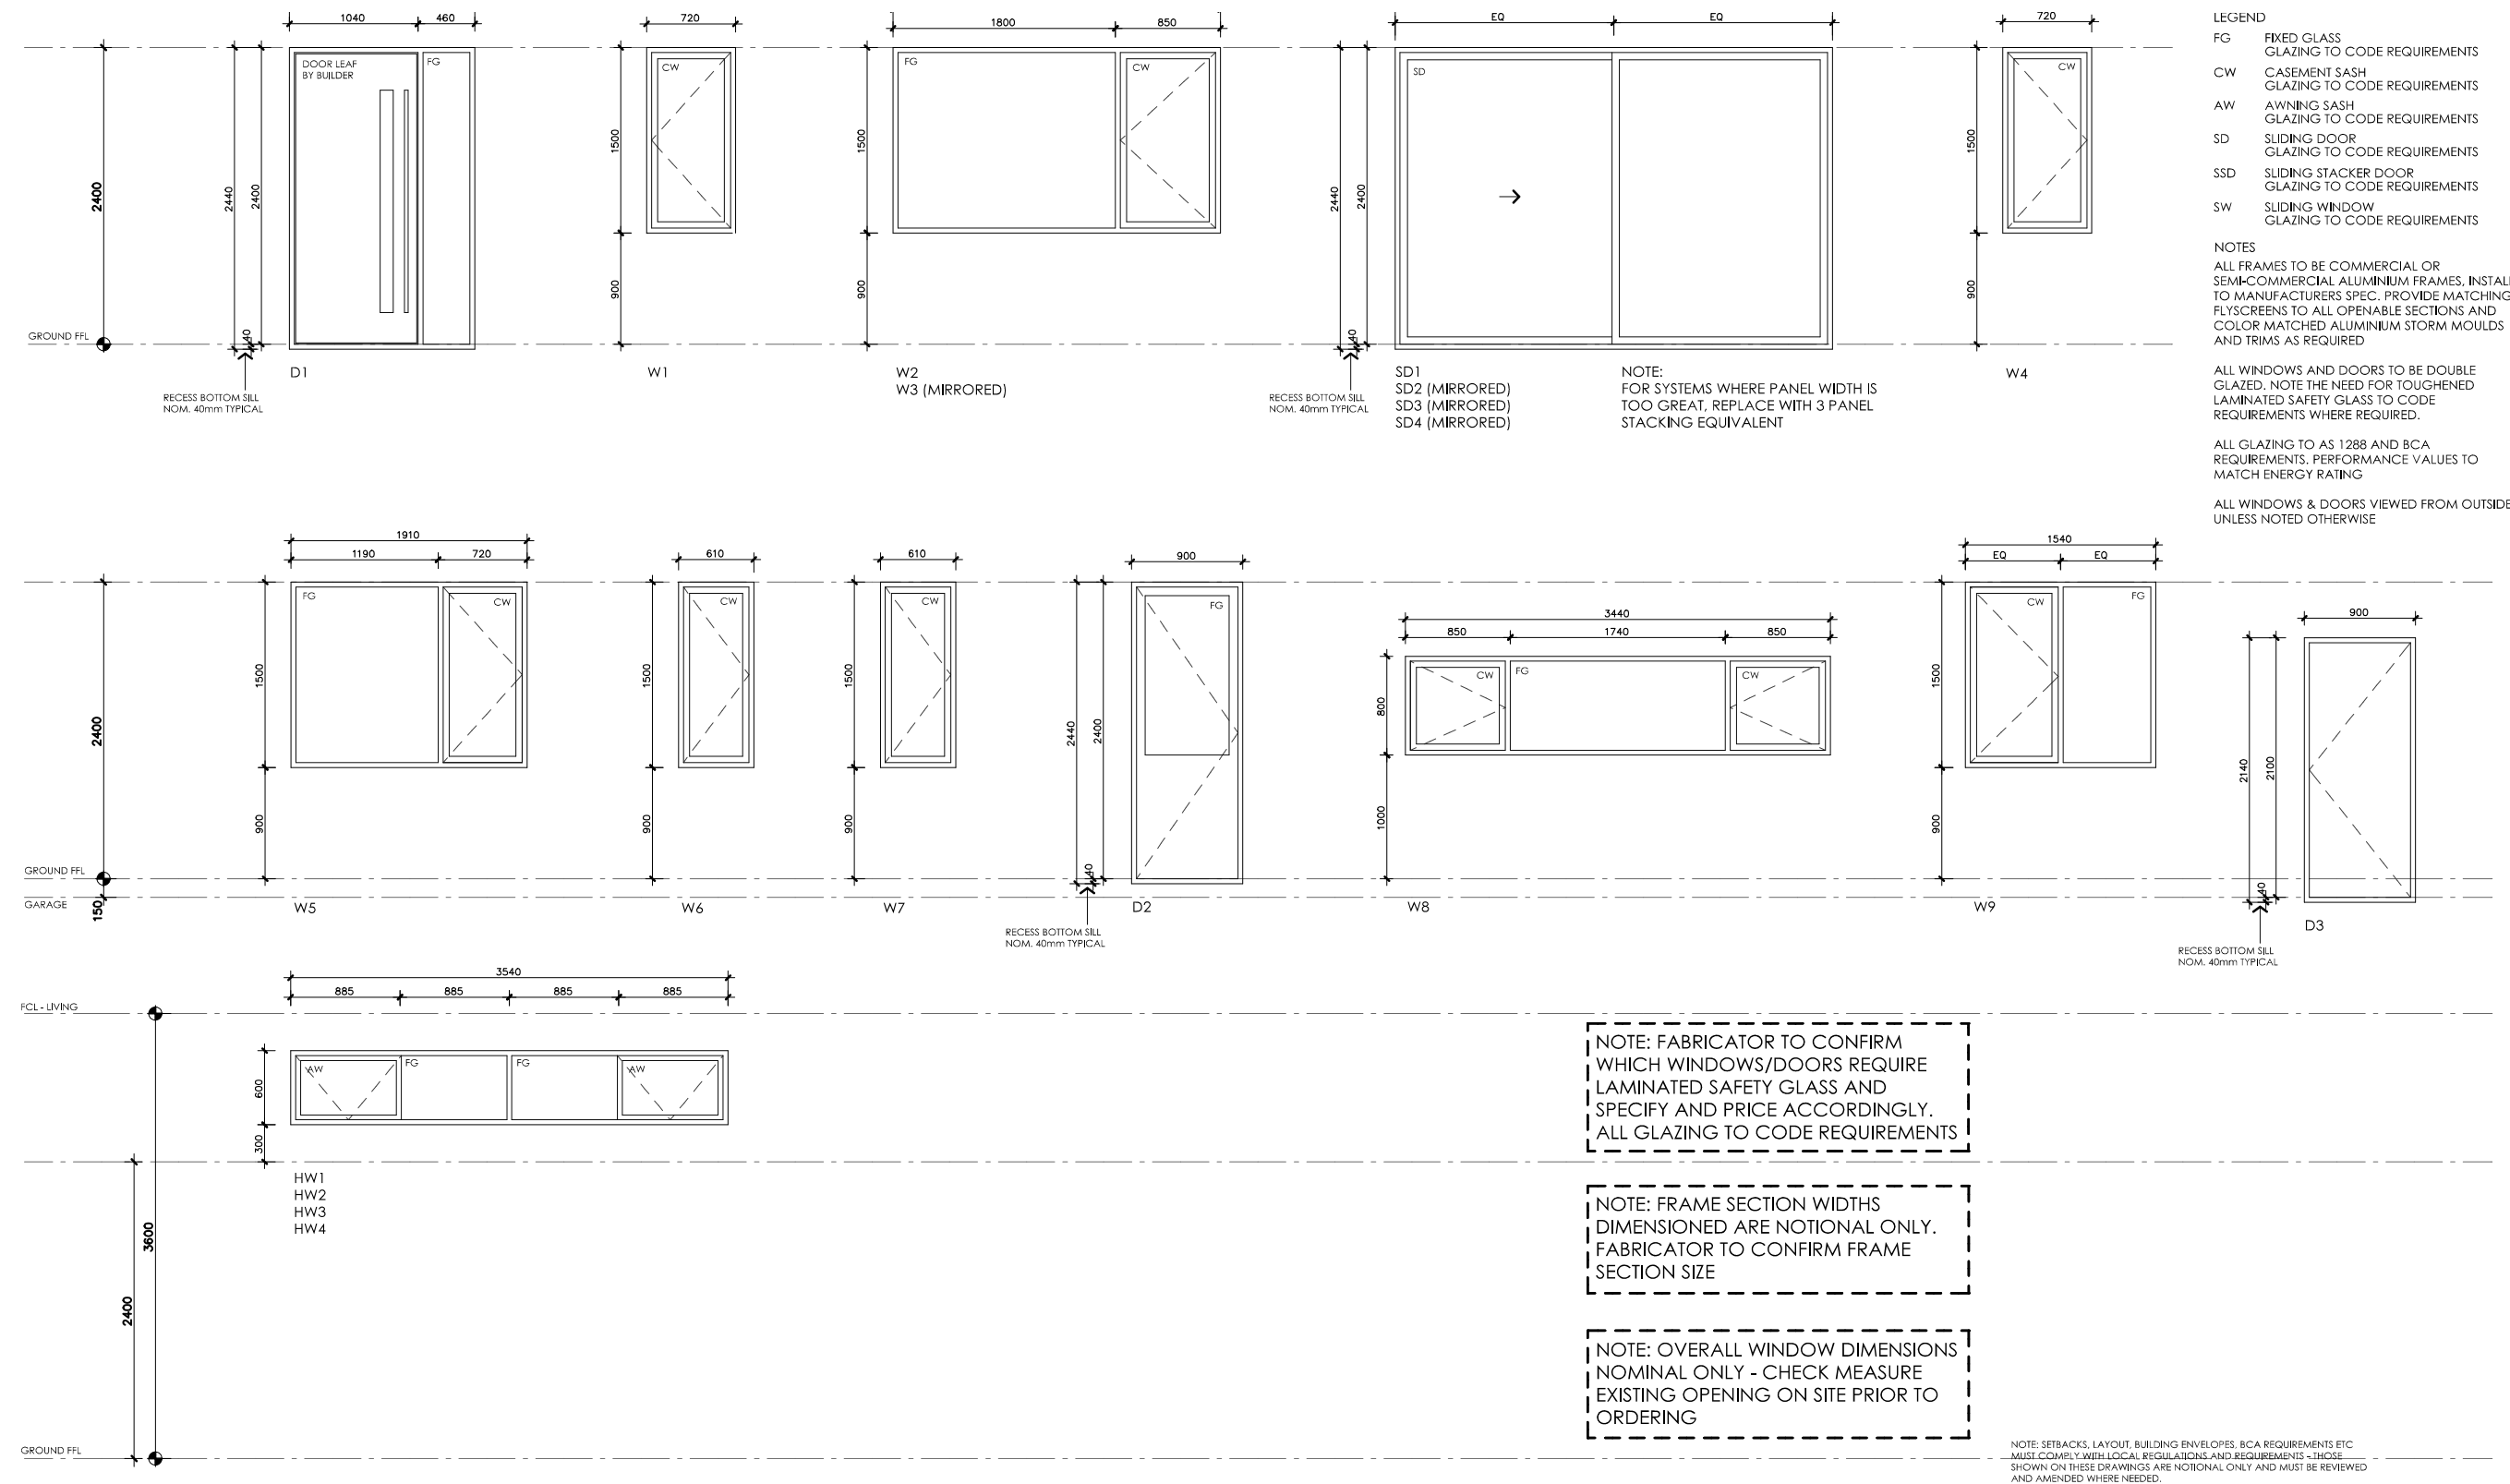 1040
460
720
1800
850
EQ
EQ
720
DOOR LEAF
BY BUILDER
FG
CW
FG
CW
SD
CW
2400
2440
2400
40
1500
900
1500
900
2440
2400
40
1500
900
GROUND FFL
RECESS BOTTOM SILL
NOM. 40mm TYPICAL
D1
W1
W2
W3 (MIRRORED)
RECESS BOTTOM SILL
NOM. 40mm TYPICAL
SD1
SD2 (MIRRORED)
SD3 (MIRRORED)
SD4 (MIRRORED)
NOTE:
FOR SYSTEMS WHERE PANEL WIDTH IS
TOO GREAT, REPLACE WITH 3 PANEL
STACKING EQUIVALENT
W4
LEGEND
FG FIXED GLASS
GLAZING TO CODE REQUIREMENTS
CW CASEMENT SASH
GLAZING TO CODE REQUIREMENTS
AW AWNING SASH
GLAZING TO CODE REQUIREMENTS
SD SLIDING DOOR
GLAZING TO CODE REQUIREMENTS
SSD SLIDING STACKER DOOR
GLAZING TO CODE REQUIREMENTS
SW SLIDING WINDOW
GLAZING TO CODE REQUIREMENTS
NOTES
ALL FRAMES TO BE COMMERCIAL OR
SEMI-COMMERCIAL ALUMINIUM FRAMES, INSTALL
TO MANUFACTURERS SPEC. PROVIDE MATCHING
FLYSCREENS TO ALL OPENABLE SECTIONS AND
COLOR MATCHED ALUMINIUM STORM MOULDS
AND TRIMS AS REQUIRED
ALL WINDOWS AND DOORS TO BE DOUBLE
GLAZED. NOTE THE NEED FOR TOUGHENED
LAMINATED SAFETY GLASS TO CODE
REQUIREMENTS WHERE REQUIRED.
ALL GLAZING TO AS 1288 AND BCA
REQUIREMENTS. PERFORMANCE VALUES TO
MATCH ENERGY RATING
ALL WINDOWS & DOORS VIEWED FROM OUTSIDE
UNLESS NOTED OTHERWISE
1910
1190
720
610
610
900
3440
850
1740
850
1540
EQ
EQ
900
FG
CW
CW
CW
FG
CW
FG
CW
CW
FG
2400
1500
900
1500
900
1500
900
2440
2400
40
800
1000
1500
900
2140
2100
40
GROUND FFL
GARAGE
150
W5
W6
W7
D2
RECESS BOTTOM SILL
NOM. 40mm TYPICAL
W8
W9
D3
RECESS BOTTOM SILL
NOM. 40mm TYPICAL
3540
885
885
885
885
FCL - LIVING
AW
FG
FG
AW
600
300
HW1
HW2
HW3
HW4
3600
2400
GROUND FFL
NOTE: FABRICATOR TO CONFIRM
WHICH WINDOWS/DOORS REQUIRE
LAMINATED SAFETY GLASS AND
SPECIFY AND PRICE ACCORDINGLY.
ALL GLAZING TO CODE REQUIREMENTS
NOTE: FRAME SECTION WIDTHS
DIMENSIONED ARE NOTIONAL ONLY.
FABRICATOR TO CONFIRM FRAME
SECTION SIZE
NOTE: OVERALL WINDOW DIMENSIONS
NOMINAL ONLY - CHECK MEASURE
EXISTING OPENING ON SITE PRIOR TO
ORDERING
NOTE: SETBACKS, LAYOUT, BUILDING ENVELOPES, BCA REQUIREMENTS ETC
MUST COMPLY WITH LOCAL REGULATIONS AND REQUIREMENTS - THOSE
SHOWN ON THESE DRAWINGS ARE NOTIONAL ONLY AND MUST BE REVIEWED
AND AMENDED WHERE NEEDED.